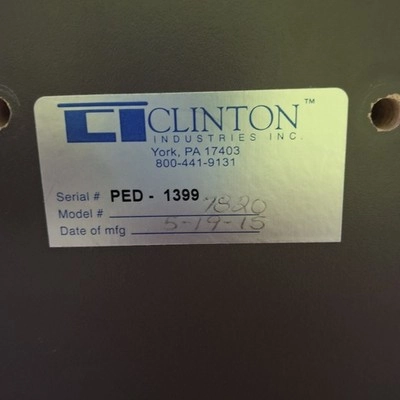 CLINTON™
INDUSTRIES INC.
York, PA 17403
800-441-9131
Serial # PED - 1399
Model # 7820
Date of mfg 5-19-15